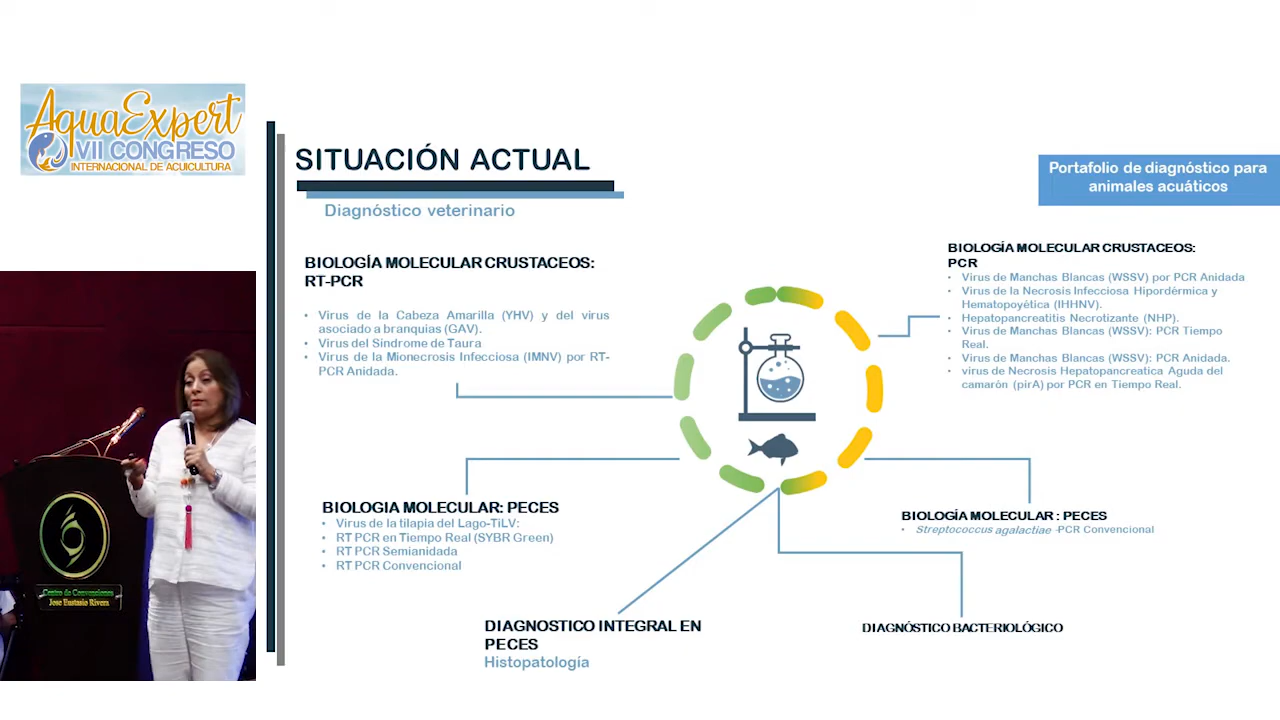 AquaExpert
VII CONGRESO
INTERNACIONAL DE ACUICULTURA
SITUACIÓN ACTUAL
Diagnóstico veterinario
Portafolio de diagnóstico para
animales acuáticos
BIOLOGÍA MOLECULAR CRUSTACEOS:
RT-PCR
• Virus de la Cabeza Amarilla (YHV) y del virus
asociado a branquias (GAV).
• Virus del Síndrome de Taura
• Virus de la Mionecrosis Infecciosa (IMNV) por RT-
PCR Anidada.
BIOLOGÍA MOLECULAR CRUSTACEOS:
PCR
• Virus de Manchas Blancas (WSSV) por PCR Anidada
• Virus de la Necrosis Infecciosa Hipordérmica y
Hematopoyética (IHHNV).
• Hepatopancreatitis Necrotizante (NHP).
• Virus de Manchas Blancas (WSSV): PCR Tiempo
Real.
• Virus de Manchas Blancas (WSSV): PCR Anidada.
• virus de Necrosis Hepatopancreatica Aguda del
camarón (pirA) por PCR en Tiempo Real.
BIOLOGIA MOLECULAR: PECES
• Virus de la tilapia del Lago-TiLV:
• RT PCR en Tiempo Real (SYBR Green)
• RT PCR Semianidada
• RT PCR Convencional
BIOLOGÍA MOLECULAR : PECES
• Streptococcus agalactiae -PCR Convencional
DIAGNOSTICO INTEGRAL EN
PECES
Histopatología
DIAGNÓSTICO BACTERIOLÓGICO
Centro de Convenciones
Jose Eustasio Rivera